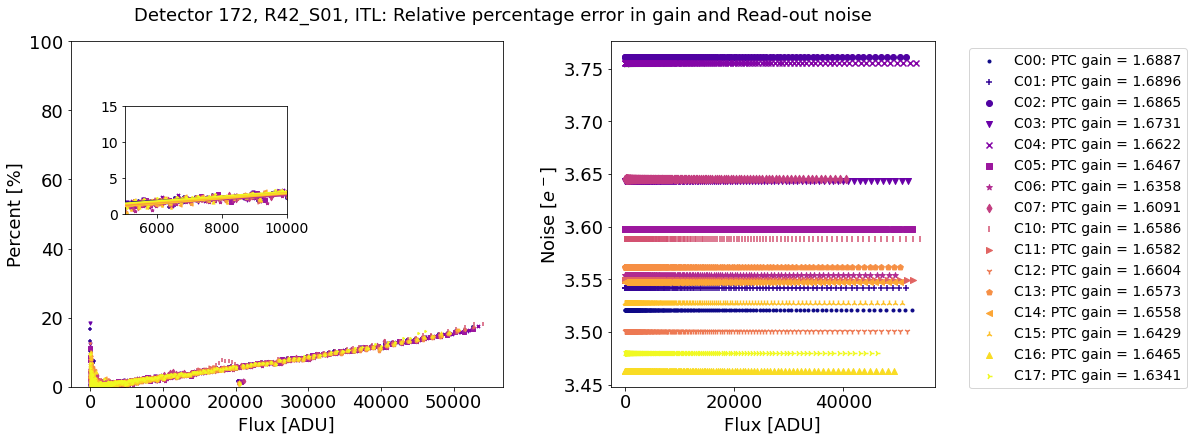 Detector 172, R42_S01, ITL: Relative percentage error in gain and Read-out noise
Percent [%]
100
80
60
40
20
0
15
10
5
0
6000 8000 10000
0 10000 20000 30000 40000 50000
Flux [ADU]
Noise [e⁻]
3.75
3.70
3.65
3.60
3.55
3.50
3.45
0 20000 40000
Flux [ADU]
C00: PTC gain = 1.6887
C01: PTC gain = 1.6896
C02: PTC gain = 1.6865
C03: PTC gain = 1.6731
C04: PTC gain = 1.6622
C05: PTC gain = 1.6467
C06: PTC gain = 1.6358
C07: PTC gain = 1.6091
C10: PTC gain = 1.6586
C11: PTC gain = 1.6582
C12: PTC gain = 1.6604
C13: PTC gain = 1.6573
C14: PTC gain = 1.6558
C15: PTC gain = 1.6429
C16: PTC gain = 1.6465
C17: PTC gain = 1.6341